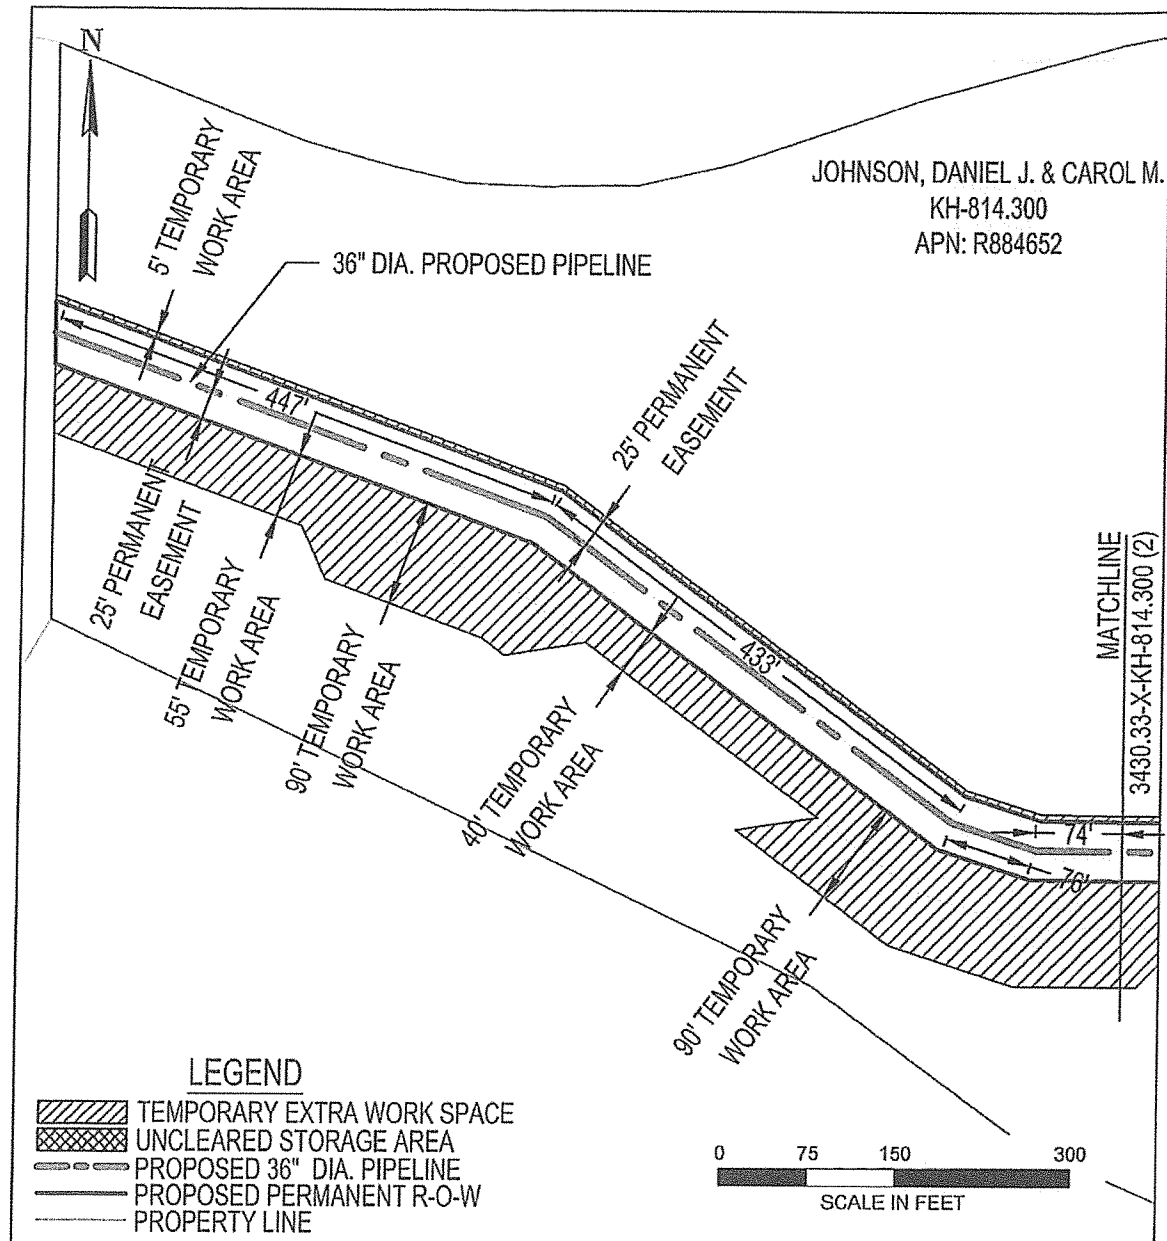 N
JOHNSON, DANIEL J. & CAROL M.
KH-814.300
APN: R884652
5' TEMPORARY
WORK AREA
36" DIA. PROPOSED PIPELINE
25' PERMANENT
EASEMENT
447'
25' PERMANENT
EASEMENT
55' TEMPORARY
WORK AREA
90' TEMPORARY
WORK AREA
40' TEMPORARY
WORK AREA
433'
MATCHLINE
3430.33-X-KH-814.300 (2)
74'
76'
90' TEMPORARY
WORK AREA
LEGEND
TEMPORARY EXTRA WORK SPACE
UNCLEARED STORAGE AREA
PROPOSED 36" DIA. PIPELINE
PROPOSED PERMANENT R-O-W
PROPERTY LINE
0 75 150 300
SCALE IN FEET